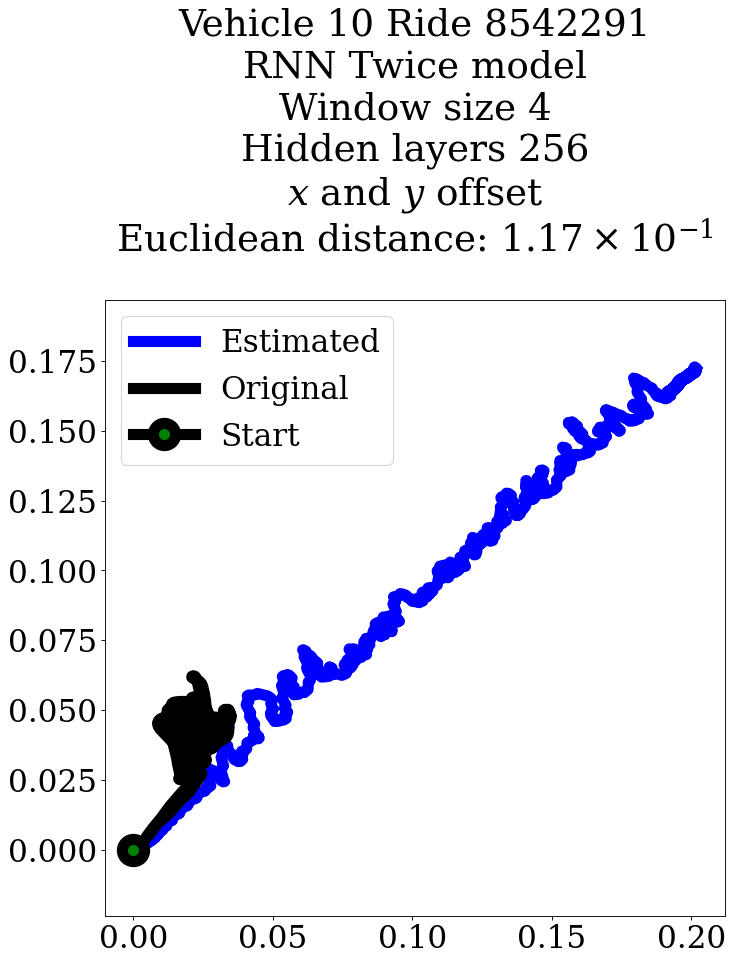 Vehicle 10 Ride 8542291
RNN Twice model
Window size 4
Hidden layers 256
x and y offset
Euclidean distance: 1.17 × 10⁻¹
Estimated
Original
Start
0.175
0.150
0.125
0.100
0.075
0.050
0.025
0.000
0.00 0.05 0.10 0.15 0.20